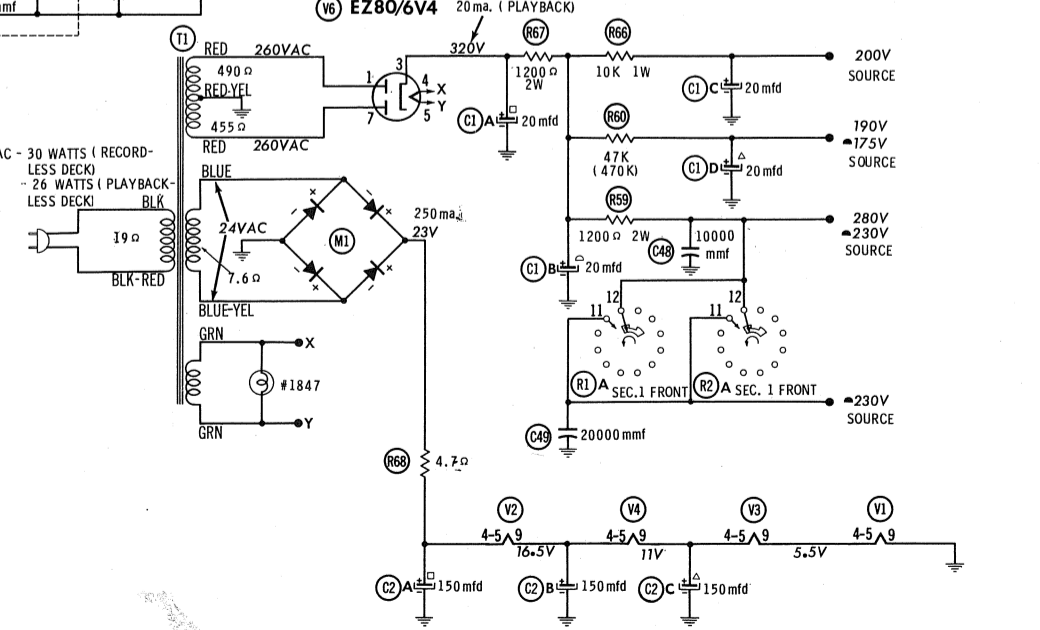 mf
V6 EZ80/6V4 20 ma. ( PLAYBACK)
T1
RED 260VAC
490 Ω
RED-YEL
455Ω
RED 260VAC
3
320V
1
4 X
Y
7 5
R67
1200 Ω
2W
R66
10K 1W
200V
SOURCE
C1 A 20 mfd
C1 C 20 mfd
R60
47K
( 470K)
190V
175V
SOURCE
C1 D 20 mfd
AC - 30 WATTS ( RECORD-
LESS DECK)
- 26 WATTS ( PLAYBACK-
LESS DECK)
BLK
19 Ω
BLK-RED
BLUE
24VAC
7.6 Ω
BLUE-YEL
M1
250 ma.
23V
R59
1200Ω 2W
C48 10000
mmf
280V
230V
SOURCE
C1 B 20 mfd
12
11
12
11
R1 A SEC.1 FRONT
R2 A SEC. 1 FRONT
230V
SOURCE
C49 20000 mmf
GRN
X
#1847
Y
GRN
R68 4.7Ω
V2
4-5 9
16.5V
V4
4-5 9
11V
V3
4-5 9
5.5V
V1
4-5 9
C2 A 150 mfd
C2 B 150 mfd
C2 C 150 mfd